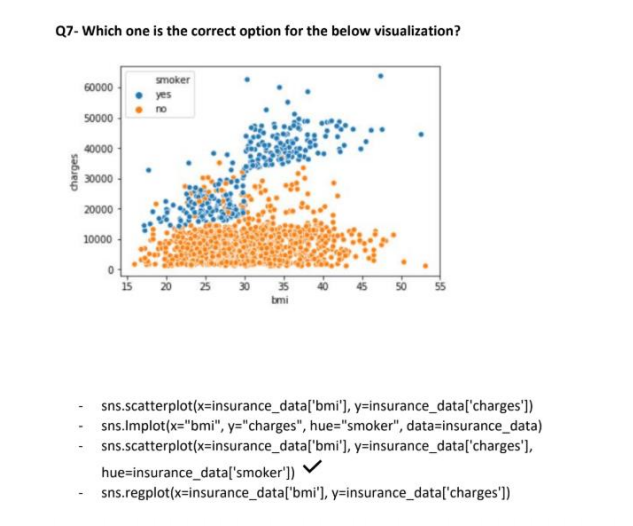 Q7- Which one is the correct option for the below visualization?
smoker
yes
no
60000
50000
40000
30000
20000
10000
0
charges
15 20 25 30 35 40 45 50 55
bmi
- sns.scatterplot(x=insurance_data['bmi'], y=insurance_data['charges'])
- sns.lmplot(x="bmi", y="charges", hue="smoker", data=insurance_data)
- sns.scatterplot(x=insurance_data['bmi'], y=insurance_data['charges'],
hue=insurance_data['smoker']) ✓
- sns.regplot(x=insurance_data['bmi'], y=insurance_data['charges'])